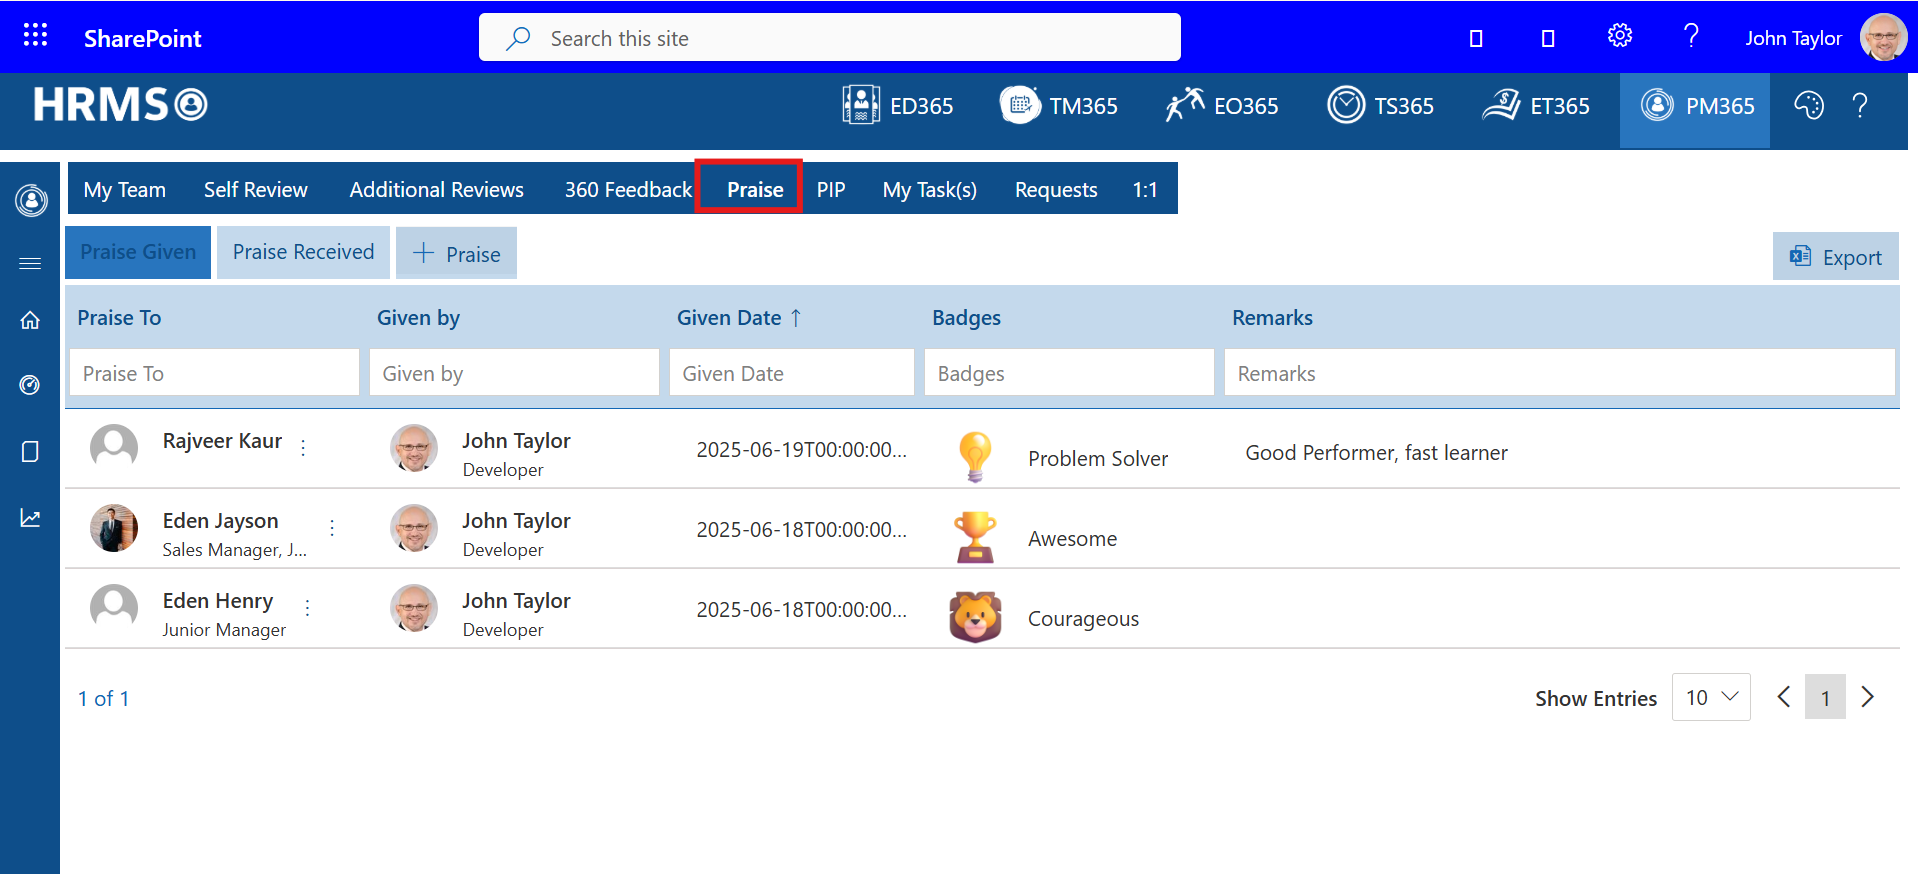 SharePoint
Search this site
John Taylor
HRMS
ED365
TM365
EO365
TS365
ET365
PM365
My Team
Self Review
Additional Reviews
360 Feedback
Praise
PIP
My Task(s)
Requests
1:1
Praise Given
Praise Received
Praise
Export
Praise To
Given by
Given Date ↑
Badges
Remarks
Praise To
Given by
Given Date
Badges
Remarks
Rajveer Kaur
John Taylor
Developer
2025-06-19T00:00:00...
Problem Solver
Good Performer, fast learner
Eden Jayson
Sales Manager, J...
John Taylor
Developer
2025-06-18T00:00:00...
Awesome
Eden Henry
Junior Manager
John Taylor
Developer
2025-06-18T00:00:00...
Courageous
1 of 1
Show Entries
10
1